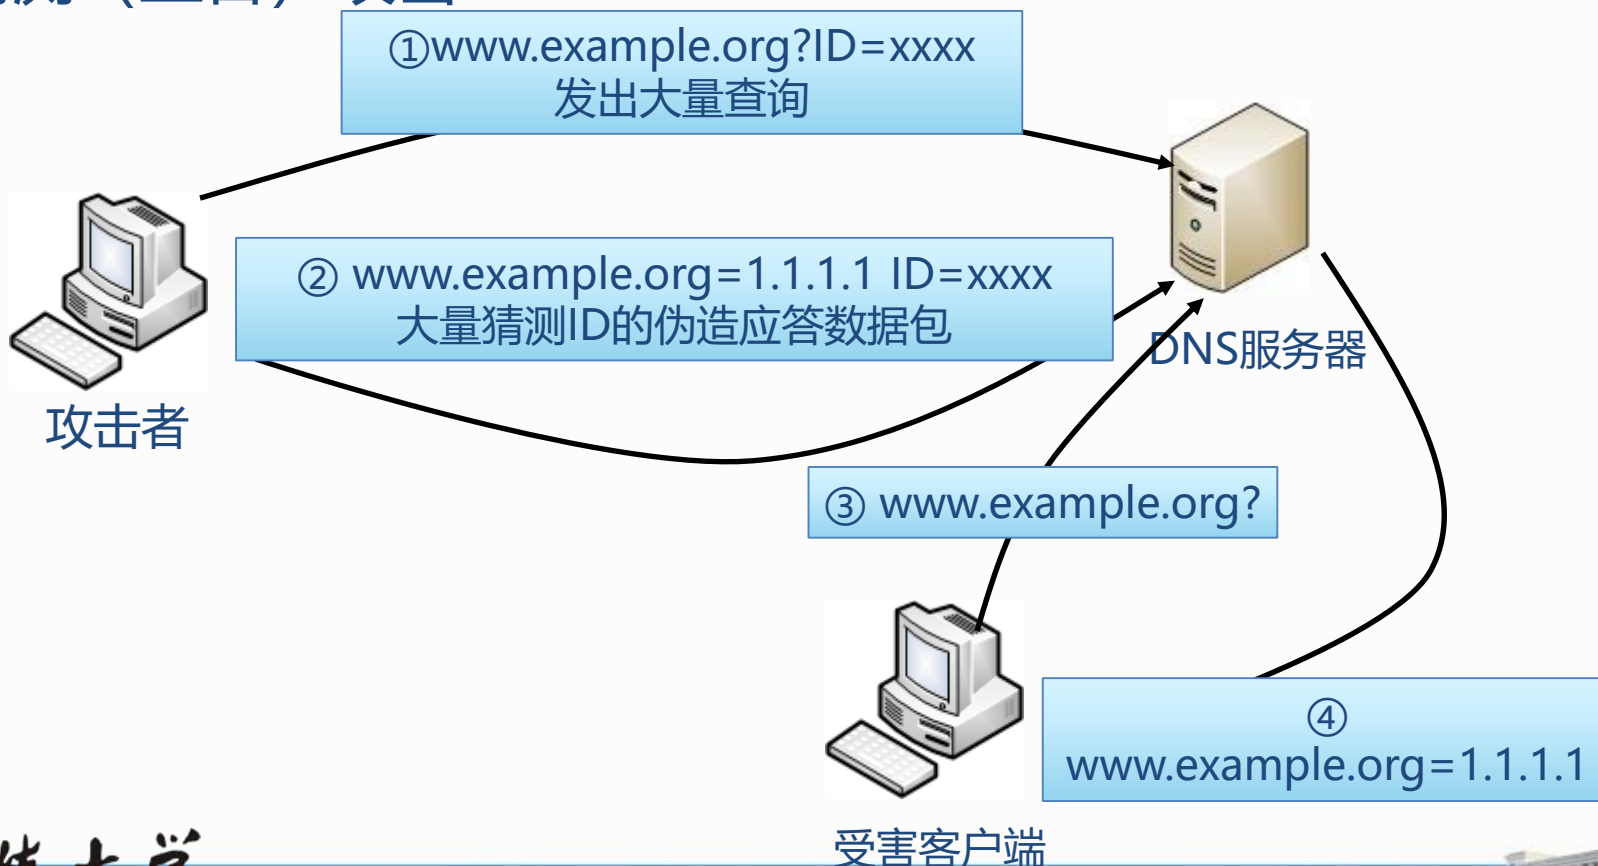 ①www.example.org?ID=xxxx
发出大量查询
② www.example.org=1.1.1.1 ID=xxxx
大量猜测ID的伪造应答数据包
DNS服务器
攻击者
③ www.example.org?
④
www.example.org=1.1.1.1
受害客户端
大学